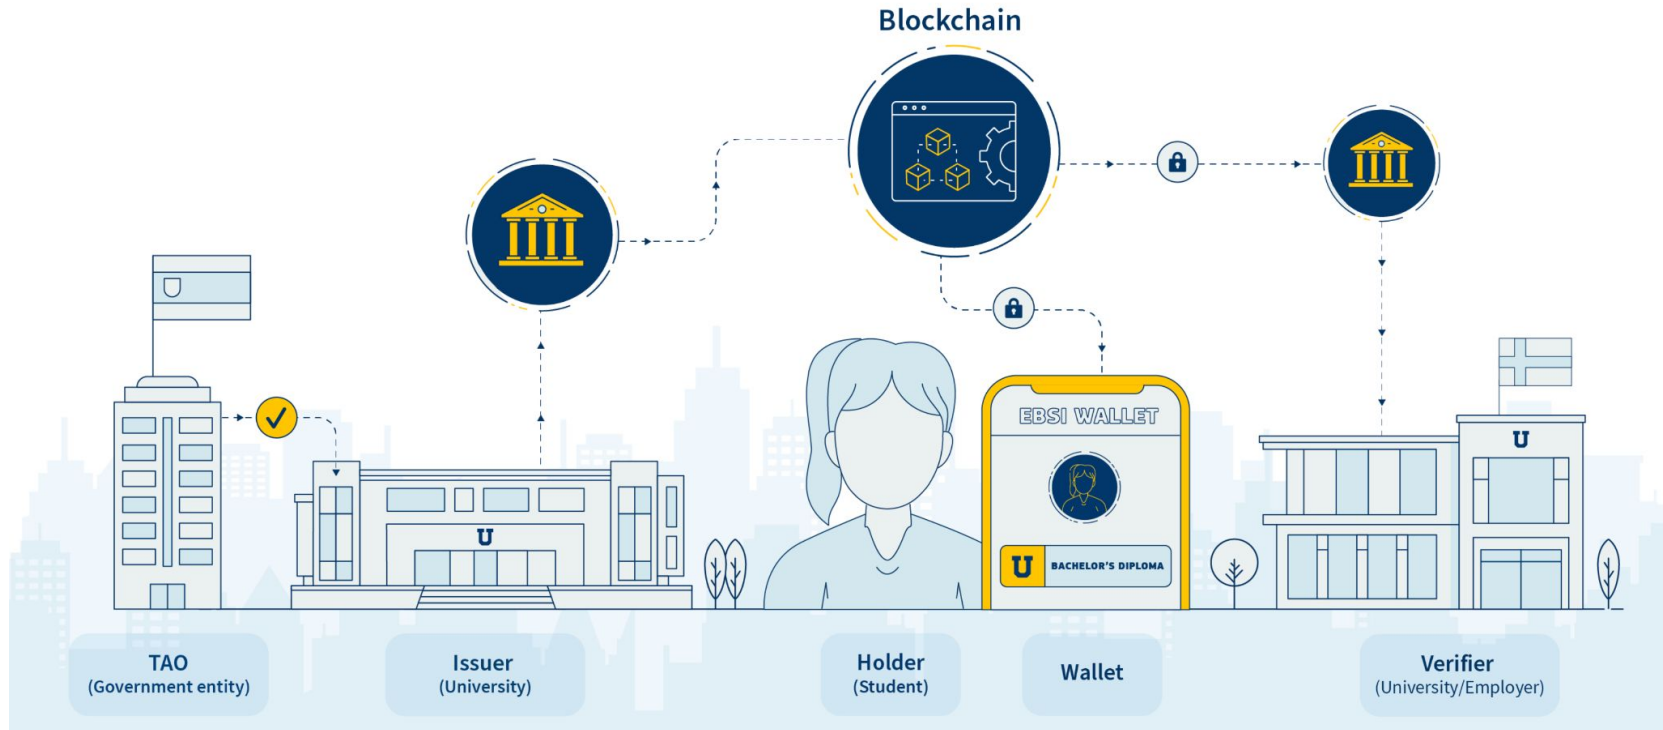 Blockchain
EBSI WALLET
U
U
U
BACHELOR'S DIPLOMA
TAO
(Government entity)
Issuer
(University)
Holder
(Student)
Wallet
Verifier
(University/Employer)